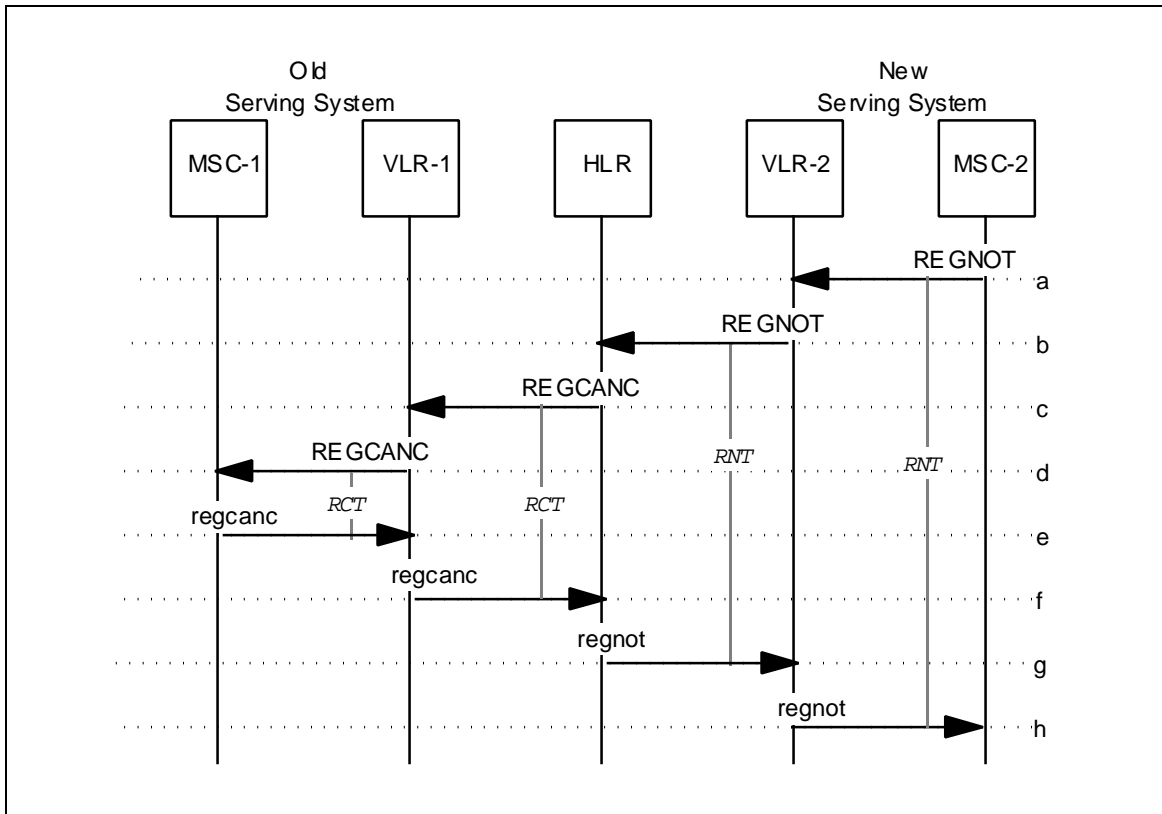 Old
Serving System
New
Serving System
MSC-1
VLR-1
HLR
VLR-2
MSC-2
REGNOT
a
REGNOT
b
REGCANC
c
REGCANC
d
RNT
RNT
regcanc
RCT
RCT
e
regcanc
f
regnot
g
regnot
h